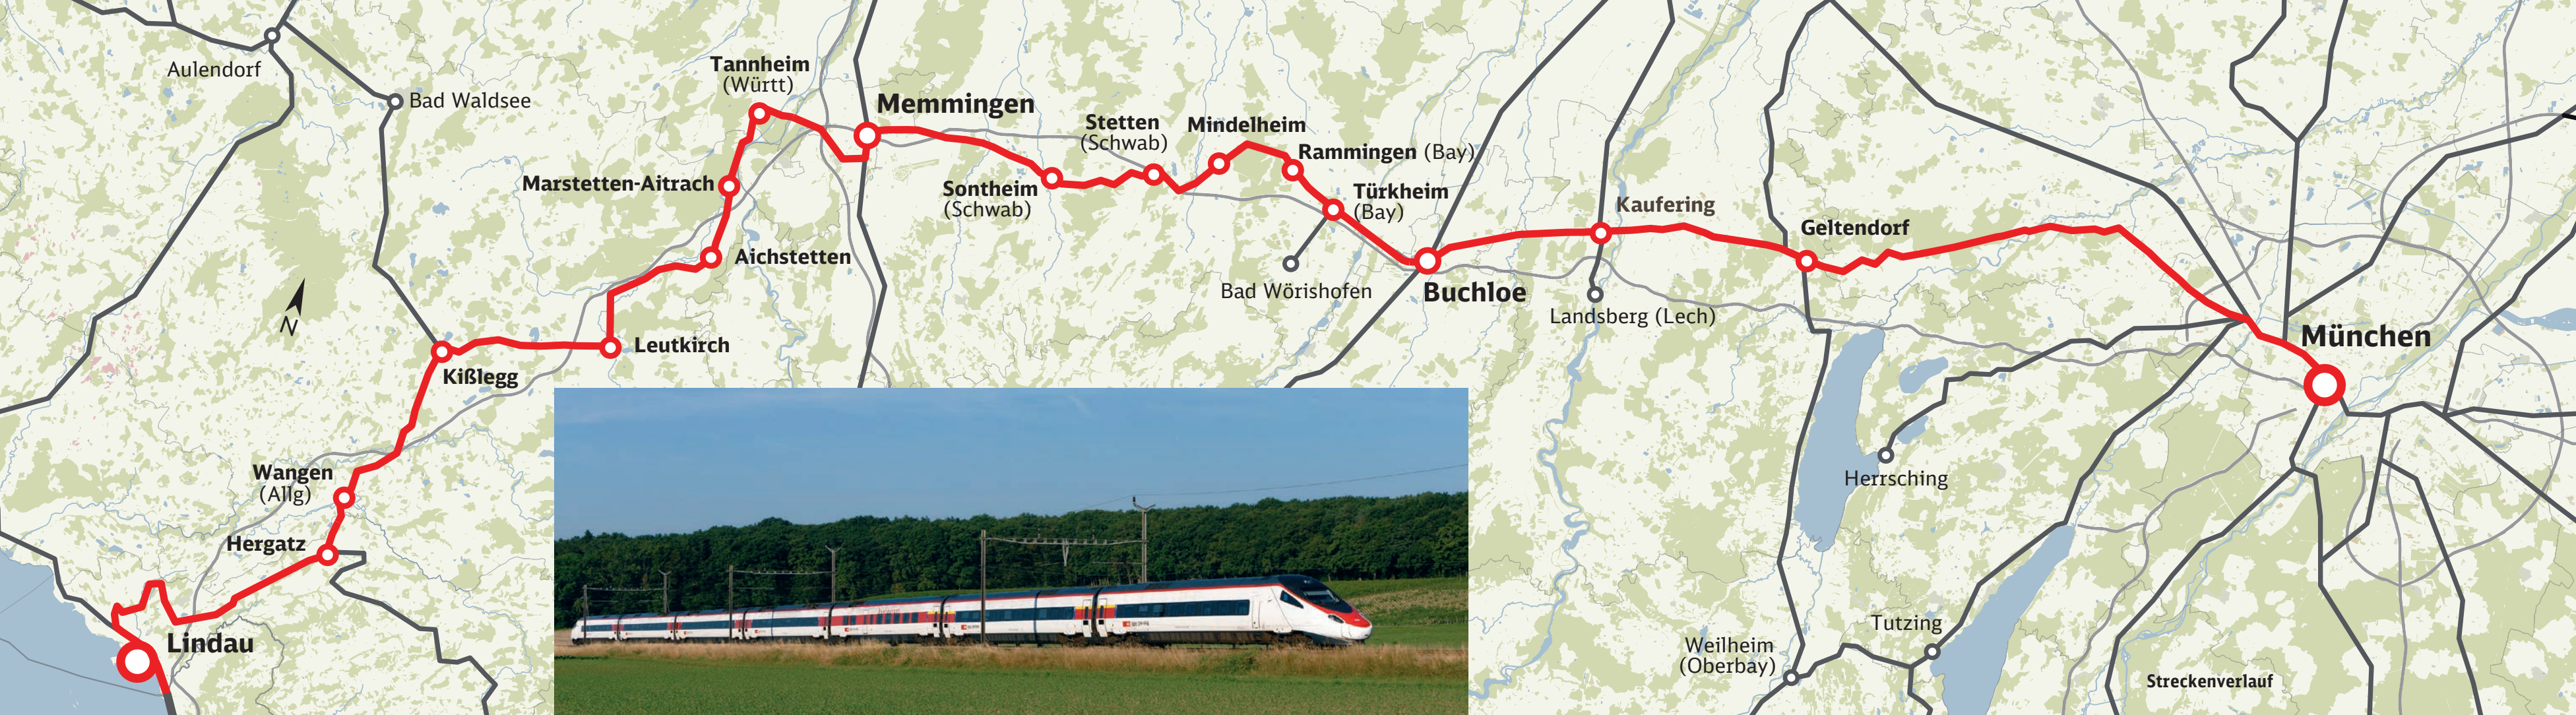 Aulendorf
Bad Waldsee
Tannheim
(Württ)
Memmingen
Marstetten-Aitrach
Aichstetten
Leutkirch
Kißlegg
Wangen
(Allg)
Hergatz
Lindau
N
Sontheim
(Schwab)
Stetten
(Schwab)
Mindelheim
Rammingen (Bay)
Türkheim
(Bay)
Bad Wörishofen
Buchloe
Kaufering
Landsberg (Lech)
Geltendorf
München
Herrsching
Tutzing
Weilheim
(Oberbay)
Streckenverlauf